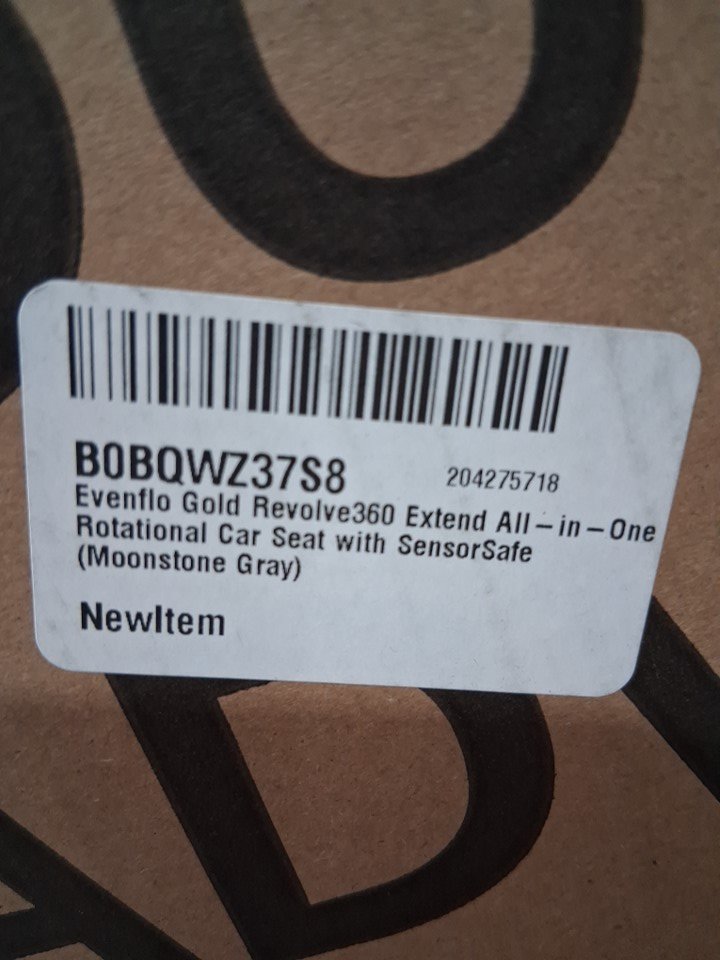 B0BQWZ37S8 204275718
Evenflo Gold Revolve360 Extend All-in-One
Rotational Car Seat with SensorSafe
(Moonstone Gray)
NewItem